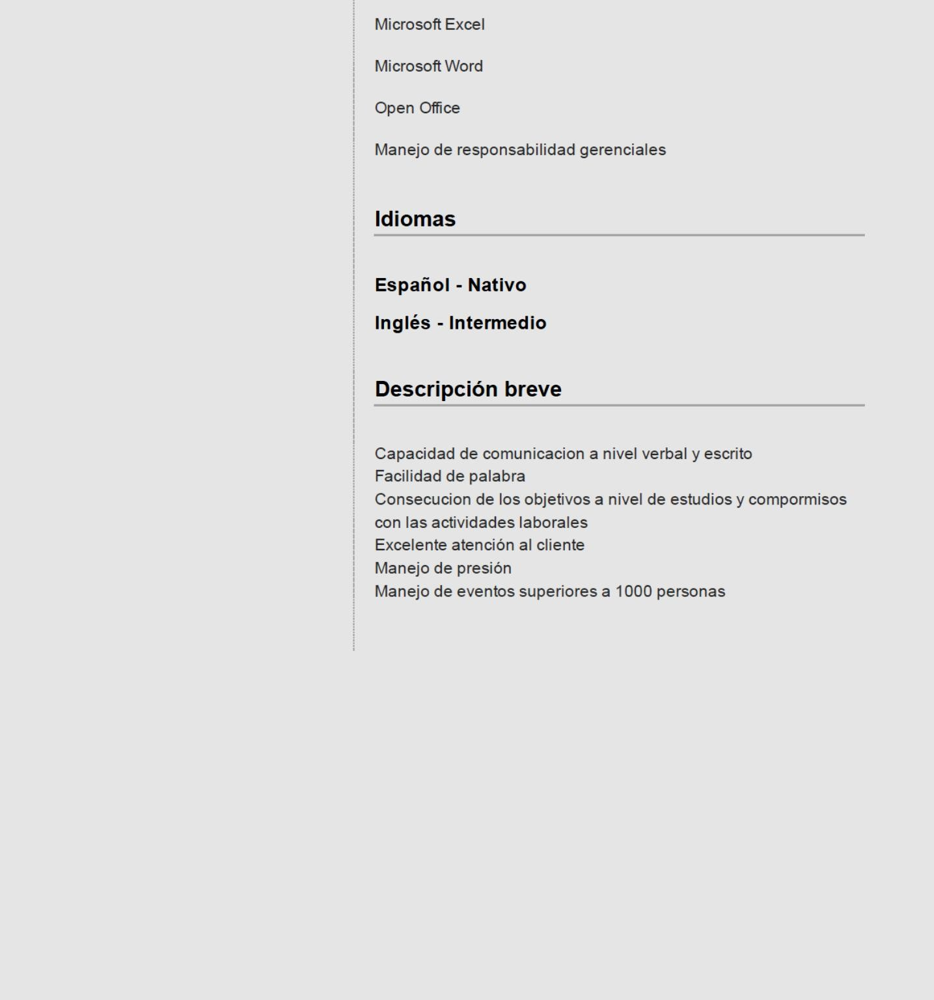 Microsoft Excel
Microsoft Word
Open Office
Manejo de responsabilidad gerenciales
Idiomas
Español - Nativo
Inglés - Intermedio
Descripción breve
Capacidad de comunicacion a nivel verbal y escrito
Facilidad de palabra
Consecucion de los objetivos a nivel de estudios y compormisos
con las actividades laborales
Excelente atención al cliente
Manejo de presión
Manejo de eventos superiores a 1000 personas